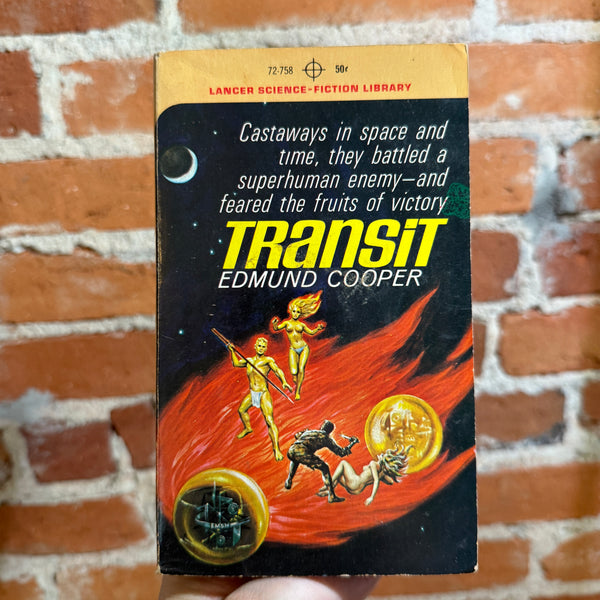 72-758 50¢
LANCER SCIENCE-FICTION LIBRARY
Castaways in space and
time, they battled a
superhuman enemy—and
feared the fruits of victory
TRANSiT
EDMUND COOPER
EMSH